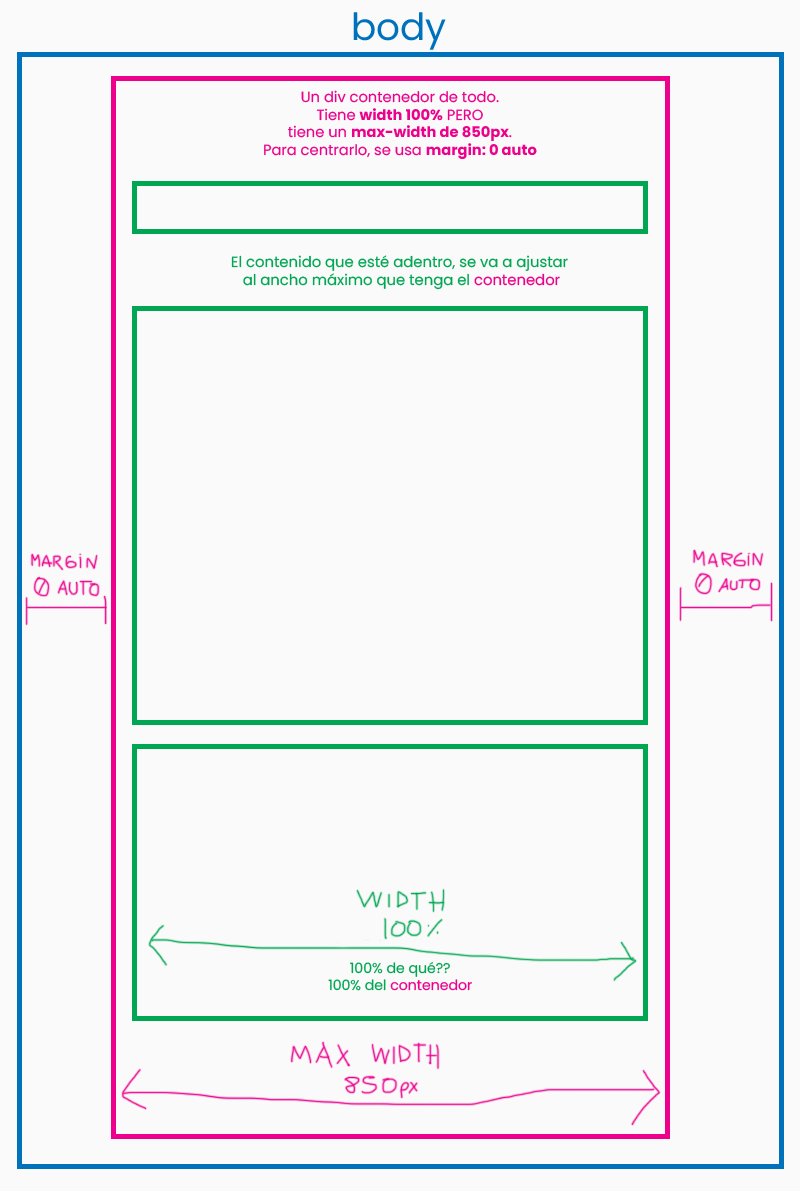 body
Un div contenedor de todo.
Tiene width 100% PERO
tiene un max-width de 850px.
Para centrarlo, se usa margin: 0 auto
El contenido que esté adentro, se va a ajustar
al ancho máximo que tenga el contenedor
MARGIN
0 AUTO
MARGIN
0 AUTO
WIDTH
100%
100% de qué??
100% del contenedor
MAX WIDTH
850px